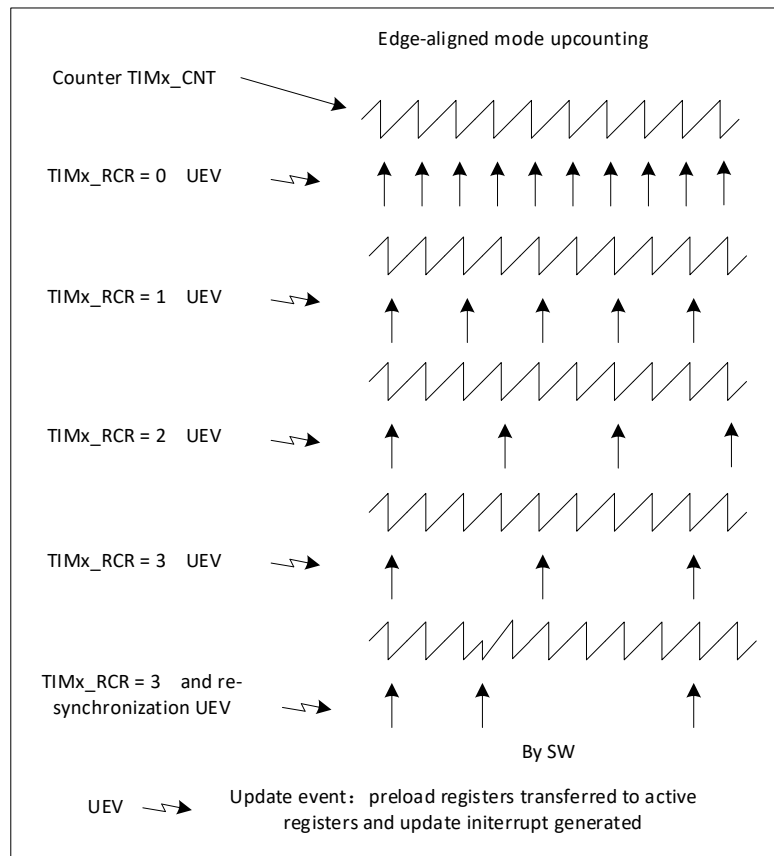 Edge-aligned mode upcounting
Counter TIMx_CNT
TIMx_RCR = 0 UEV
TIMx_RCR = 1 UEV
TIMx_RCR = 2 UEV
TIMx_RCR = 3 UEV
TIMx_RCR = 3 and re-
synchronization UEV
By SW
UEV
Update event：preload registers transferred to active
registers and update initerrupt generated